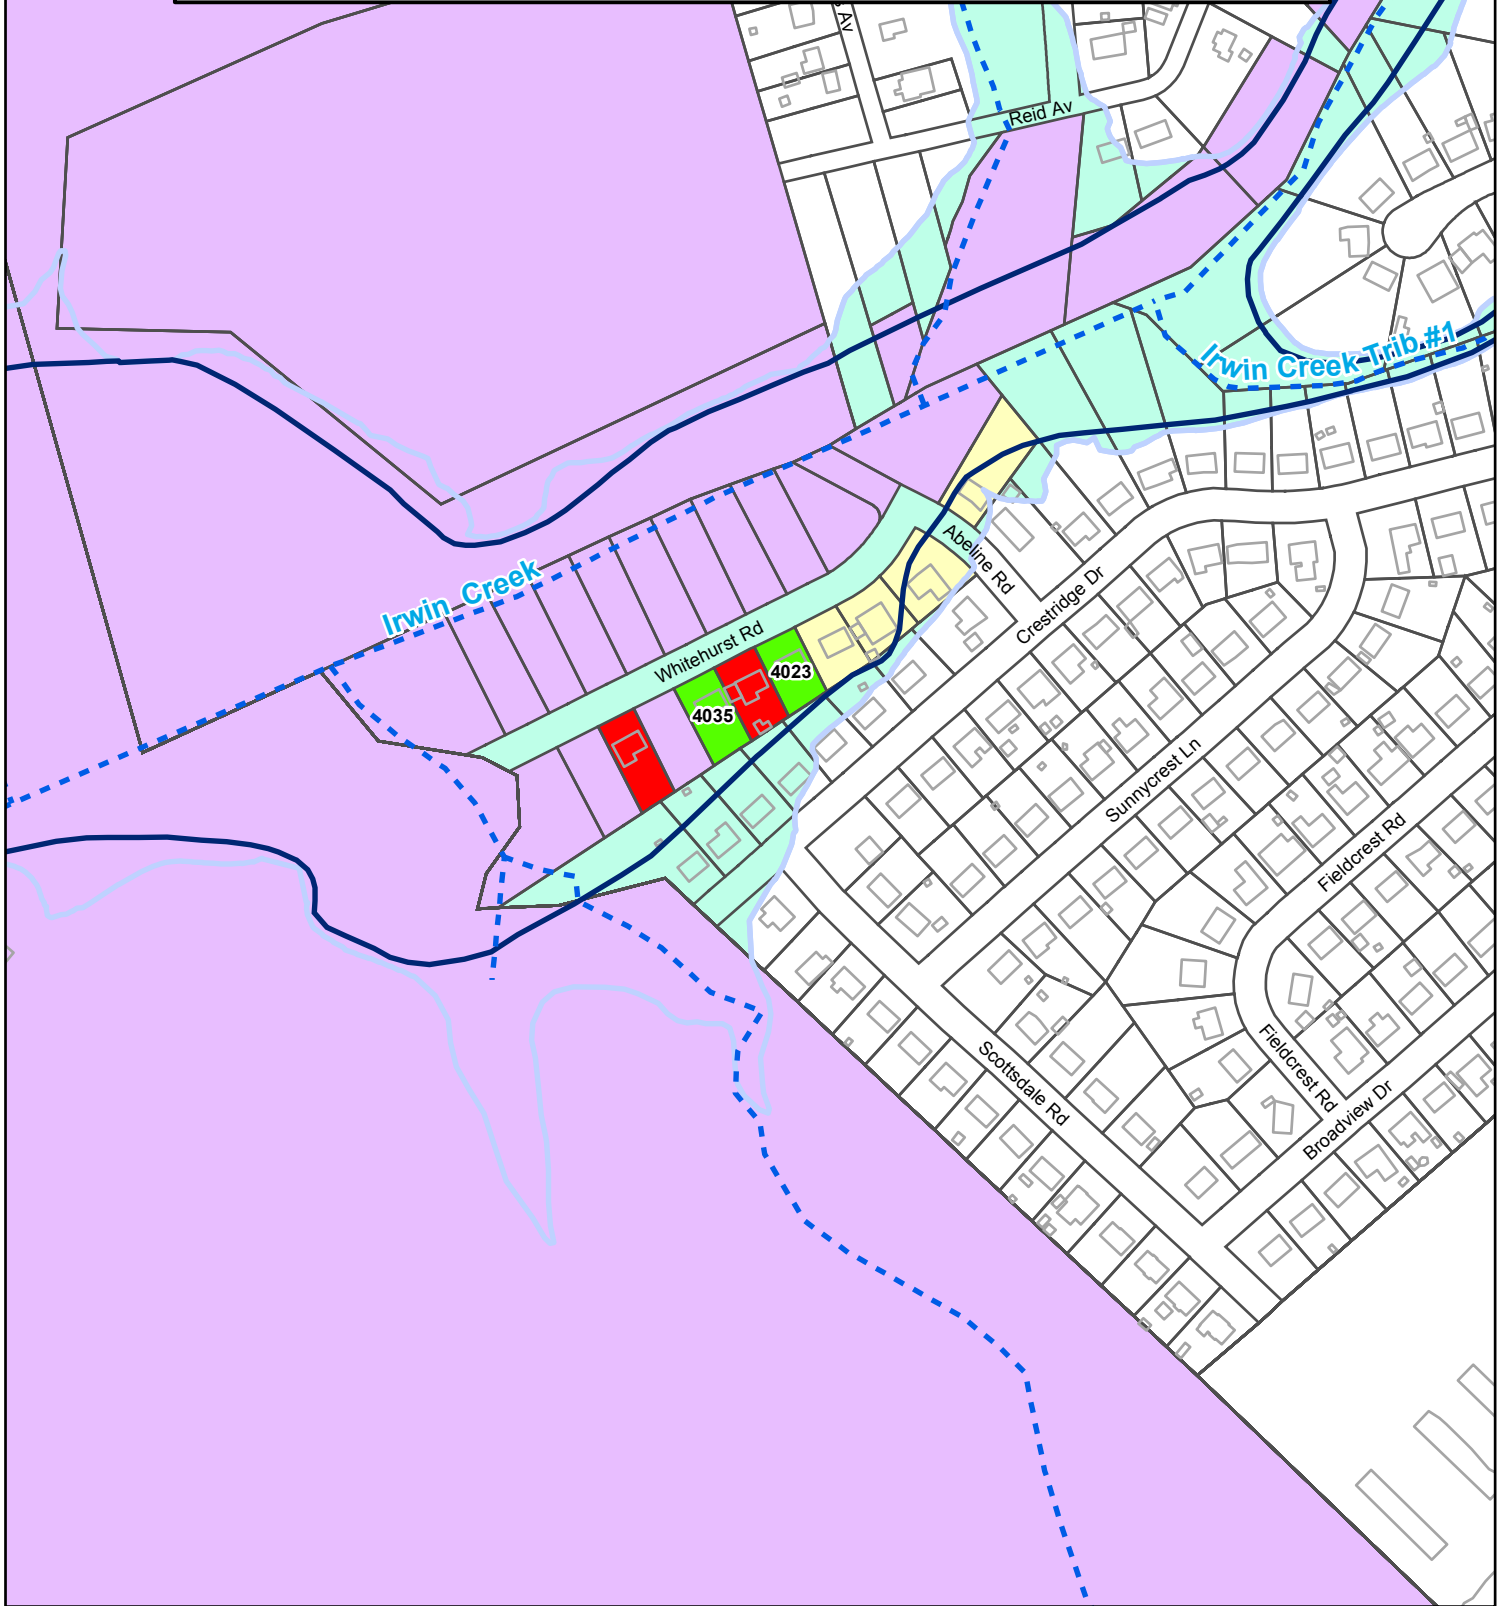 Av
Reid Av
Irwin Creek Trib #1
Irwin Creek
Abeline Rd
Crestridge Dr
Whitehurst Rd
4023
4035
Sunnycrest Ln
Fieldcrest Rd
Scottsdale Rd
Fieldcrest Rd
Broadview Dr